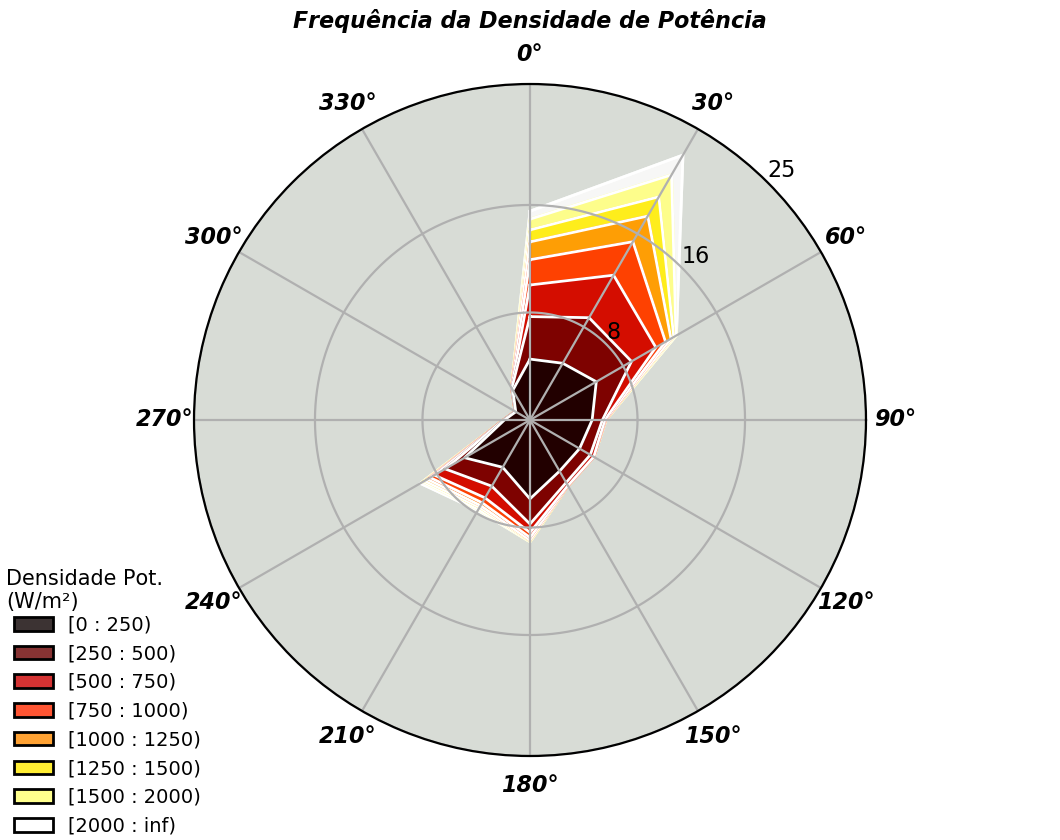 Frequência da Densidade de Potência
0°
30°
60°
90°
120°
150°
180°
210°
240°
270°
300°
330°
8
16
25
Densidade Pot.
(W/m²)
[0 : 250)
[250 : 500)
[500 : 750)
[750 : 1000)
[1000 : 1250)
[1250 : 1500)
[1500 : 2000)
[2000 : inf)